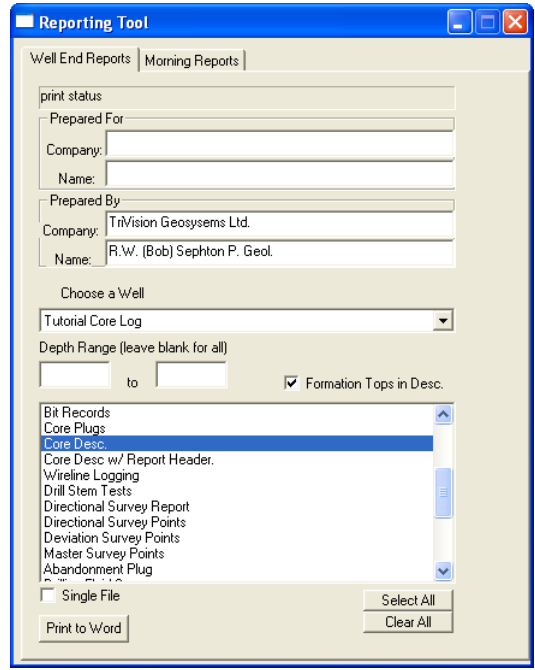 Reporting Tool
Well End Reports Morning Reports
print status
Prepared For
Company:
Name:
Prepared By
Company: TriVision Geosysems Ltd.
Name: R.W. (Bob) Sephton P. Geol.
Choose a Well
Tutorial Core Log
Depth Range (leave blank for all)
to Formation Tops in Desc.
Bit Records
Core Plugs
Core Desc.
Core Desc w/ Report Header.
Wireline Logging
Drill Stem Tests
Directional Survey Report
Directional Survey Points
Deviation Survey Points
Master Survey Points
Abandonment Plug
Single File
Select All
Print to Word
Clear All